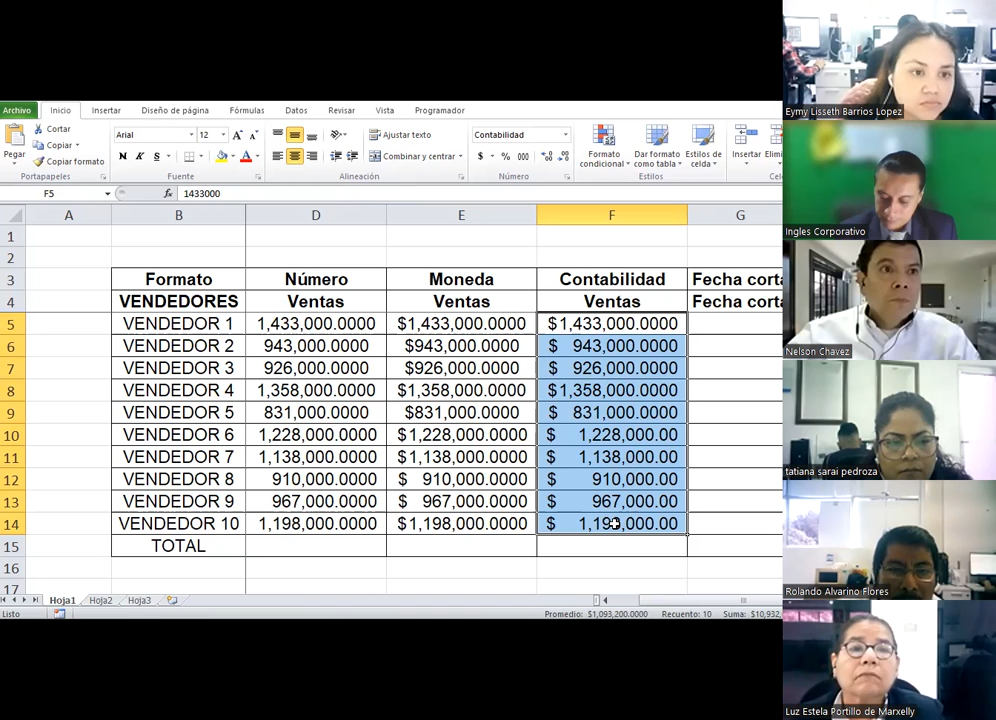 Archivo Inicio Insertar Diseño de página Fórmulas Datos Revisar Vista Programador
Cortar
Copiar
Copiar formato
Pegar
Portapapeles
Arial 12
N K S
Fuente
Ajustar texto
Combinar y centrar
Alineación
Contabilidad
$ % 000
Número
Formato condicional
Dar formato como tabla
Estilos de celda
Estilos
Insertar
F5 fx 1433000
A B D E F G
1
2
3 Formato Número Moneda Contabilidad Fecha corta
4 VENDEDORES Ventas Ventas Ventas Fecha corta
5 VENDEDOR 1 1,433,000.0000 $1,433,000.0000 $1,433,000.0000
6 VENDEDOR 2 943,000.0000 $943,000.0000 $ 943,000.0000
7 VENDEDOR 3 926,000.0000 $926,000.0000 $ 926,000.0000
8 VENDEDOR 4 1,358,000.0000 $1,358,000.0000 $1,358,000.0000
9 VENDEDOR 5 831,000.0000 $831,000.0000 $ 831,000.0000
10 VENDEDOR 6 1,228,000.0000 $1,228,000.0000 $ 1,228,000.00
11 VENDEDOR 7 1,138,000.0000 $1,138,000.0000 $ 1,138,000.00
12 VENDEDOR 8 910,000.0000 $ 910,000.0000 $ 910,000.00
13 VENDEDOR 9 967,000.0000 $ 967,000.0000 $ 967,000.00
14 VENDEDOR 10 1,198,000.0000 $1,198,000.0000 $ 1,198,000.00
15 TOTAL
16
17
Hoja1 Hoja2 Hoja3
Listo Promedio: $1,093,200.0000 Recuento: 10 Suma: $10,932,
Eymy Lisseth Barrios Lopez
Ingles Corporativo
Nelson Chavez
tatiana sarai pedroza
Rolando Alvarino Flores
Luz Estela Portillo de Marxelly